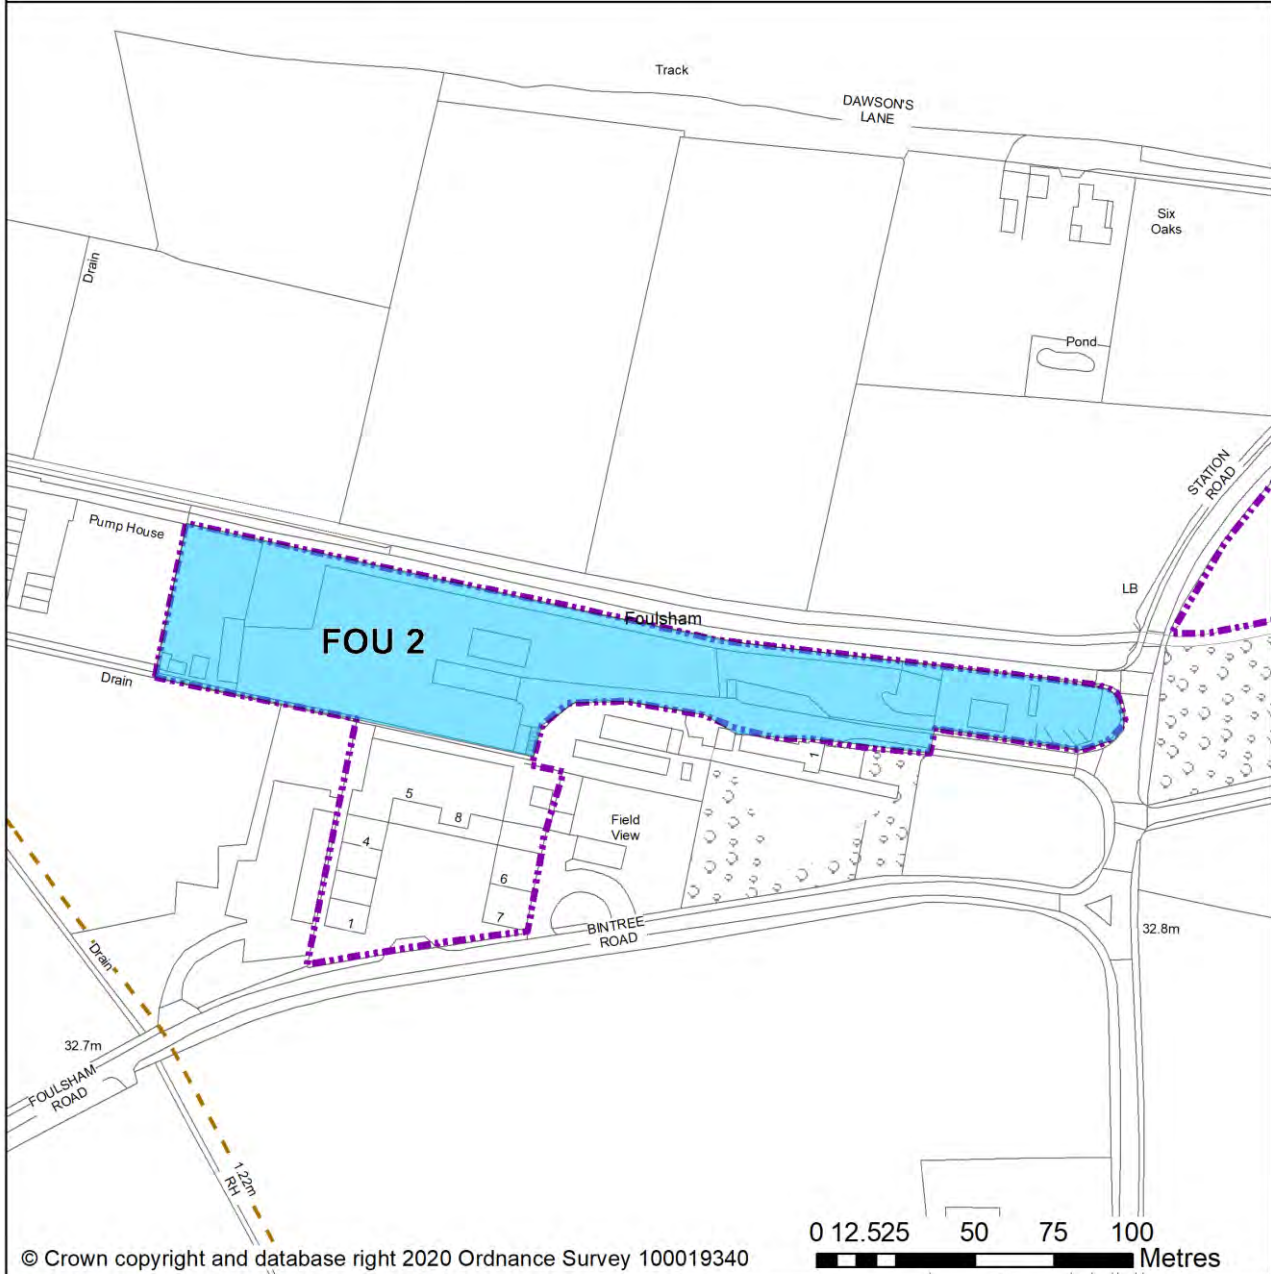 Track
DAWSON'S
LANE
Six
Oaks
Drain
Pond
STATION
ROAD
Pump House
LB
Foulsham
FOU 2
Drain
1
5
8
Field
View
4
6
7
1
BINTREE
ROAD
32.8m
Drain
32.7m
FOULSHAM
ROAD
1.22m
RH
0 12.525 50 75 100
Metres
© Crown copyright and database right 2020 Ordnance Survey 100019340